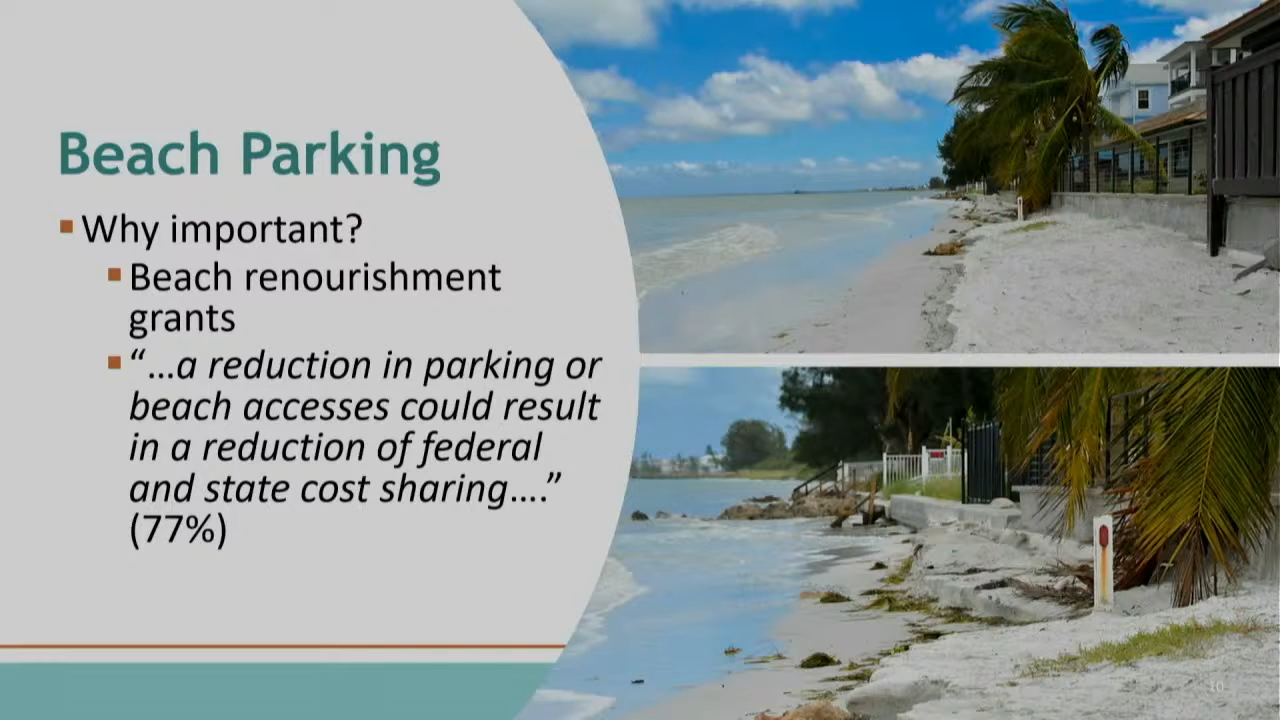 Beach Parking
Why important?
Beach renourishment
grants
“…a reduction in parking or
beach accesses could result
in a reduction of federal
and state cost sharing….”
(77%)
10